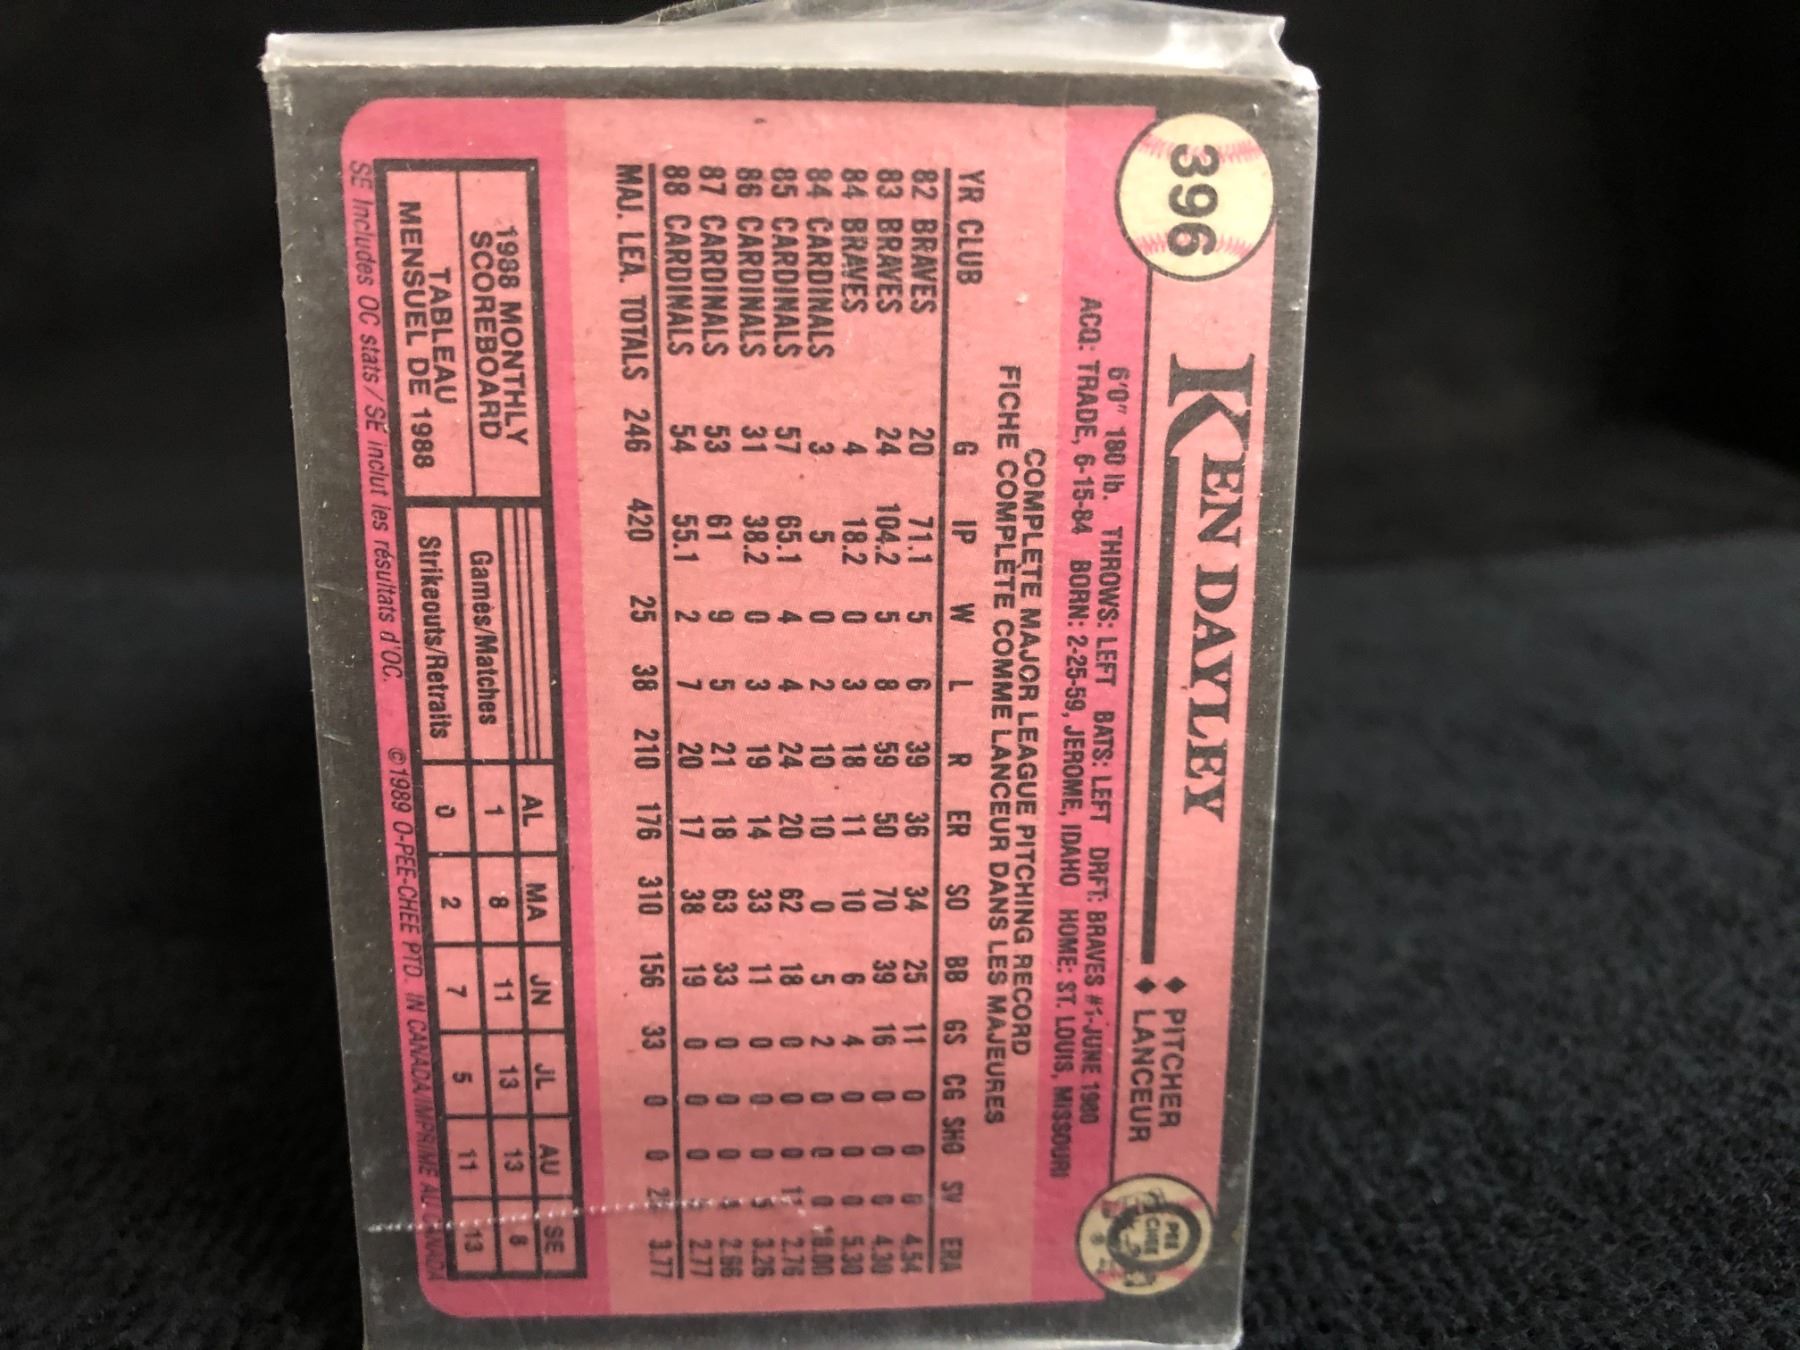 396
KEN DAYLEY
♦ PITCHER
♦ LANCEUR
PEE
CHEE
6'0" 180 lb. THROWS: LEFT BATS: LEFT DRFT: BRAVES #1-JUNE 1980
ACQ: TRADE, 6-15-84 BORN: 2-25-59, JEROME, IDAHO HOME: ST. LOUIS, MISSOURI
COMPLETE MAJOR LEAGUE PITCHING RECORD
FICHE COMPLÈTE COMME LANCEUR DANS LES MAJEURES
YR CLUB G IP W L R ER SO BB GS CG SHO SV ERA
82 BRAVES 20 71.1 5 6 39 36 34 25 11 0 0 0 4.54
83 BRAVES 24 104.2 5 8 59 50 70 39 16 0 0 0 4.30
84 BRAVES 4 18.2 0 3 18 11 10 6 4 0 0 0 5.30
84 CARDINALS 3 5 0 2 10 10 0 5 2 0 0 0 18.00
85 CARDINALS 57 65.1 4 4 24 20 62 18 0 0 0 11 2.76
86 CARDINALS 31 38.2 0 3 19 14 33 11 0 0 0 5 3.26
87 CARDINALS 53 61 9 5 21 18 63 33 0 0 0 2.66
88 CARDINALS 54 55.1 2 7 20 17 38 19 0 0 0 2.77
MAJ. LEA. TOTALS 246 420 25 38 210 176 310 156 33 0 0 3.77
1988 MONTHLY SCOREBOARD
TABLEAU MENSUEL DE 1988
AL MA JN JL AU SE
Games/Matches 1 8 11 13 13 8
Strikeouts/Retraits 0 2 7 5 11 13
SE Includes OC stats / SE inclut les résultats d'OC. ©1989 O-PEE-CHEE PTD. IN CANADA/IMPRIMÉ AU CANADA